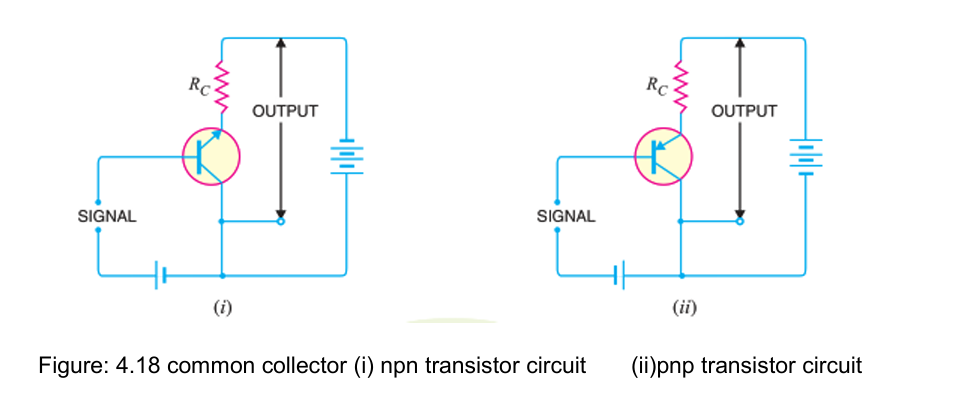 R_C
OUTPUT
SIGNAL
(i)
R_C
OUTPUT
SIGNAL
(ii)
Figure: 4.18 common collector (i) npn transistor circuit (ii)pnp transistor circuit